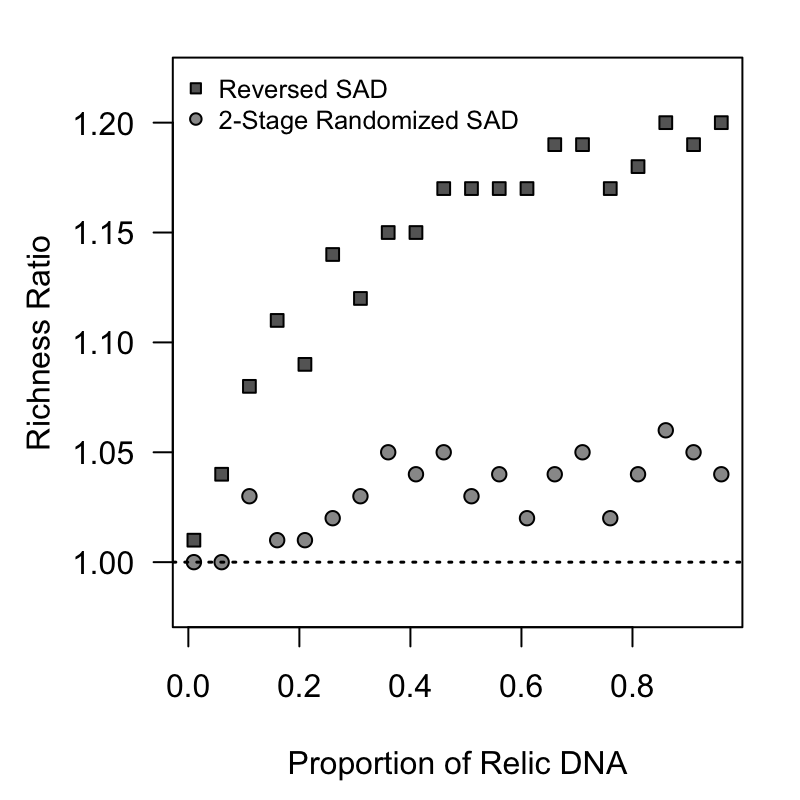 Reversed SAD
2-Stage Randomized SAD
Richness Ratio
1.20
1.15
1.10
1.05
1.00
0.0 0.2 0.4 0.6 0.8
Proportion of Relic DNA